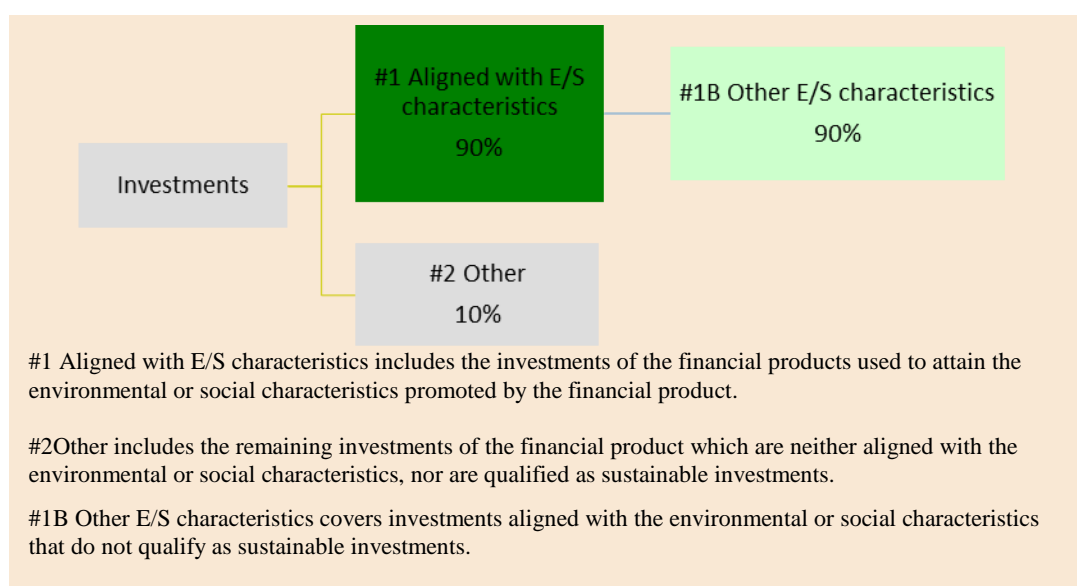 #1 Aligned with E/S
characteristics
90%
#1B Other E/S characteristics
90%
Investments
#2 Other
10%
#1 Aligned with E/S characteristics includes the investments of the financial products used to attain the
environmental or social characteristics promoted by the financial product.
#2Other includes the remaining investments of the financial product which are neither aligned with the
environmental or social characteristics, nor are qualified as sustainable investments.
#1B Other E/S characteristics covers investments aligned with the environmental or social characteristics
that do not qualify as sustainable investments.